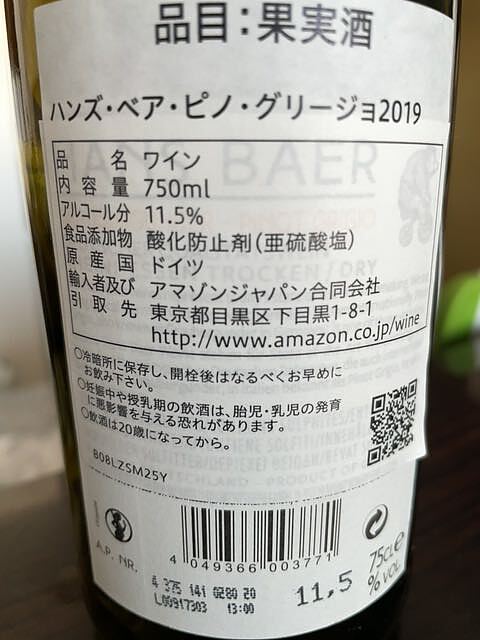 品目：果実酒
ハンズ・ベア・ピノ・グリージョ2019
BAER
品名 ワイン
内容量 750ml
アルコール分 11.5%
食品添加物 酸化防止剤（亜硫酸塩）
原産国 ドイツ
TROCKEN / DRY
輸入者及び アマゾンジャパン合同会社
引取先 東京都目黒区下目黒1-8-1
http://www.amazon.co.jp/wine
○冷暗所に保存し、開栓後はなるべくお早めに
お飲み下さい。
○妊娠中や授乳期の飲酒は、胎児・乳児の発育
に悪影響を与える恐れがあります。
○飲酒は20歳になってから。
B08LZSM25Y
A.P. NR.
4 049366 003771
75CL e
% VOL
11,5
4 375 141 0280 20
L00917303 13:00